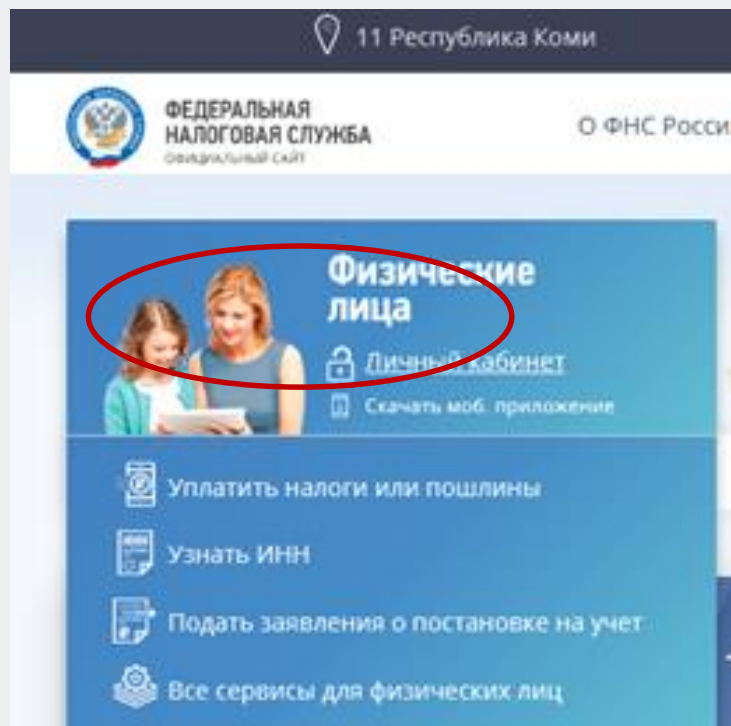 11 Республика Коми
ФЕДЕРАЛЬНАЯ
НАЛОГОВАЯ СЛУЖБА
ОФИЦИАЛЬНЫЙ САЙТ
О ФНС Росси
Физические
лица
Личный кабинет
Скачать моб. приложение
Уплатить налоги или пошлины
Узнать ИНН
Подать заявления о постановке на учет
Все сервисы для физических лиц